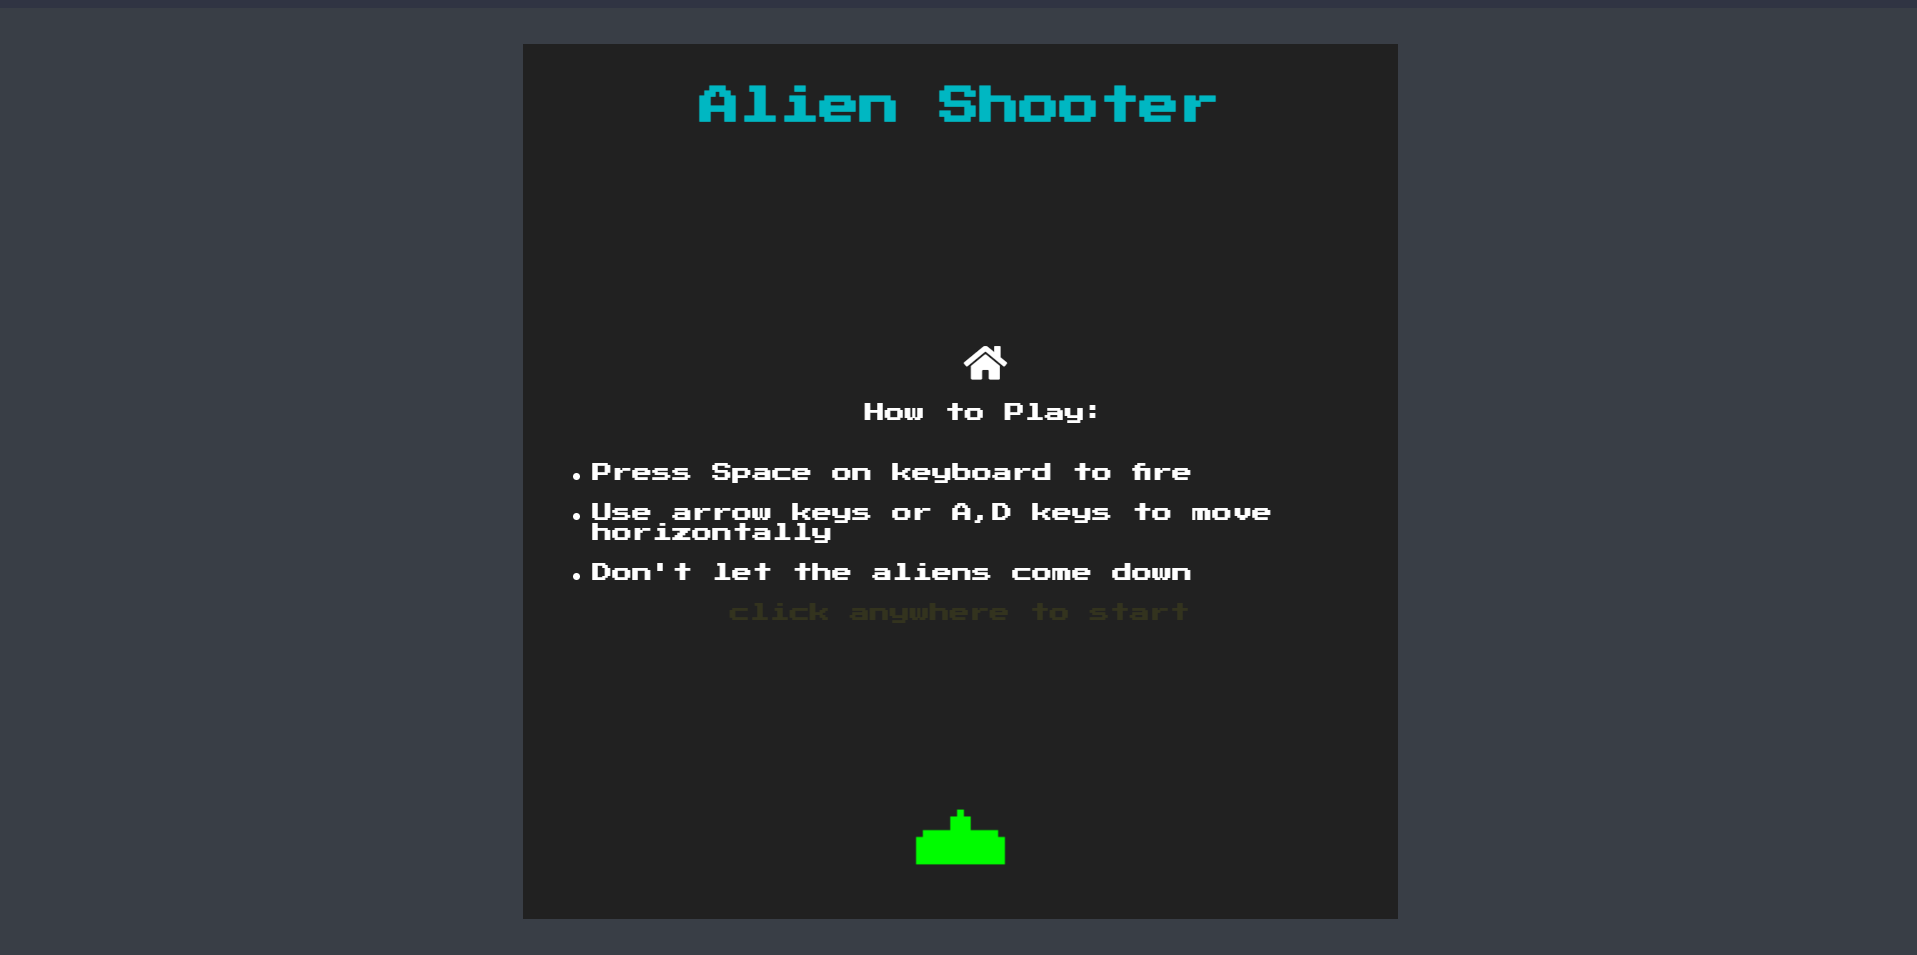 Alien Shooter
How to Play:
Press Space on keyboard to fire
Use arrow keys or A,D keys to move
horizontally
Don't let the aliens come down
click anywhere to start